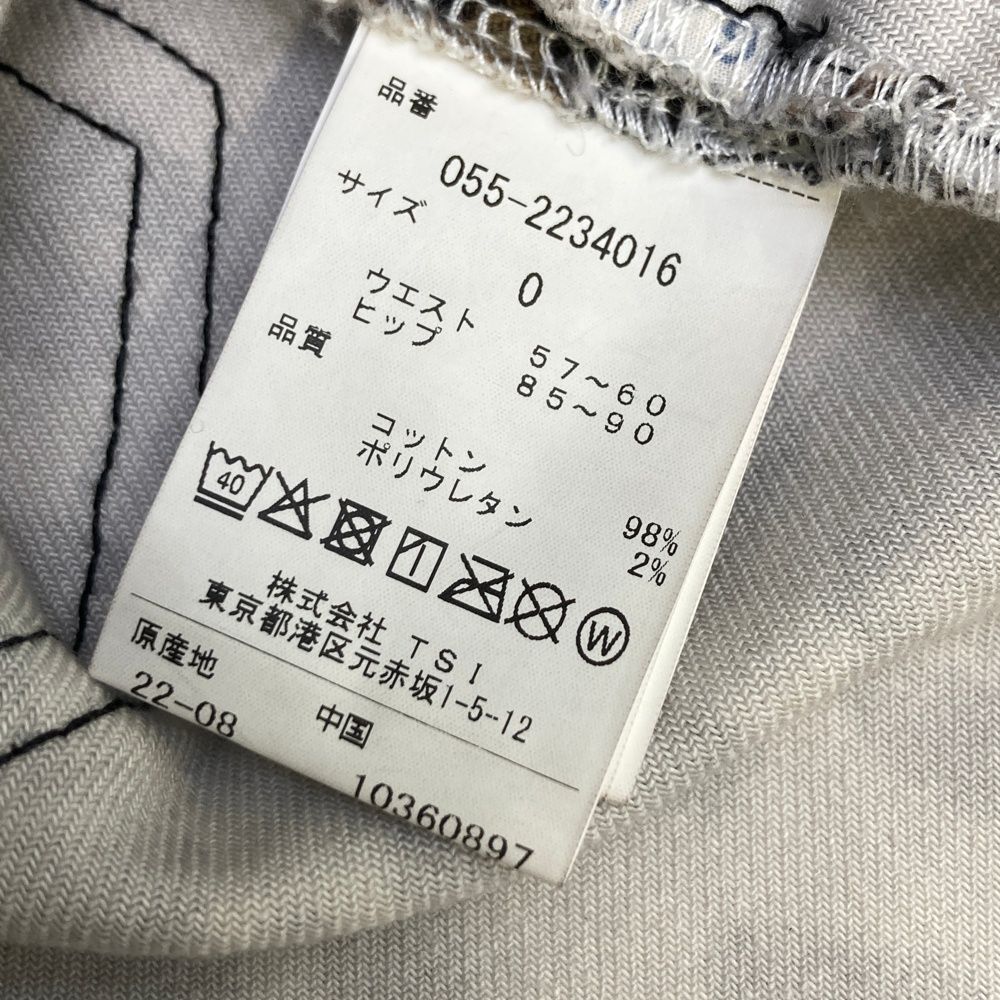 品番
055-2234016
サイズ
0
ウエスト 57~60
ヒップ 85~90
品質
コットン 98%
ポリウレタン 2%
40
W
株式会社 TSI
東京都港区元赤坂1-5-12
原産地 中国
22-08 10360897